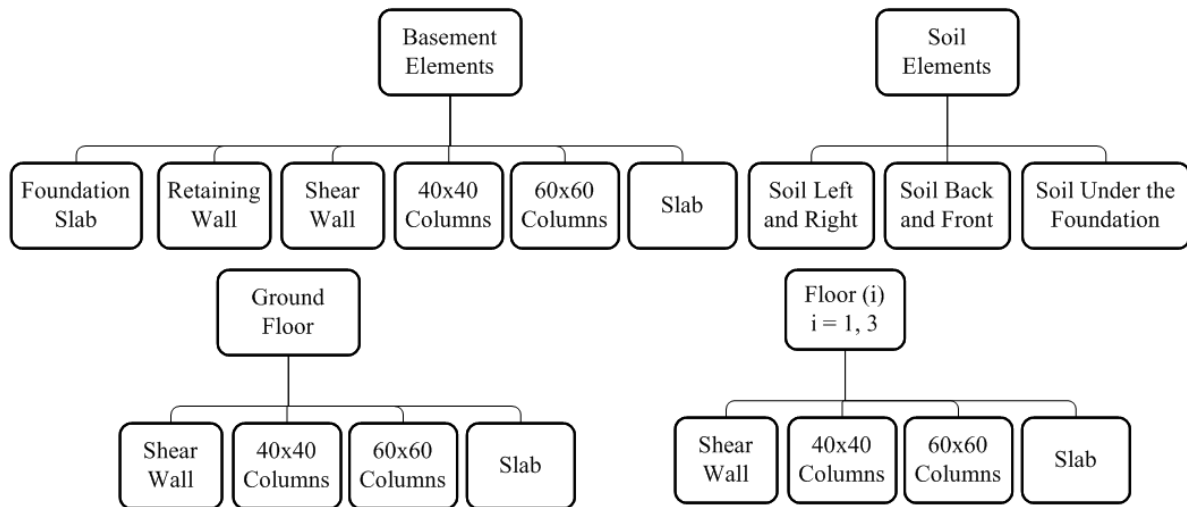 Basement
Elements
Soil
Elements
Foundation
Slab
Retaining
Wall
Shear
Wall
40x40
Columns
60x60
Columns
Slab
Soil Left
and Right
Soil Back
and Front
Soil Under the
Foundation
Ground
Floor
Floor (i)
i = 1, 3
Shear
Wall
40x40
Columns
60x60
Columns
Slab
Shear
Wall
40x40
Columns
60x60
Columns
Slab